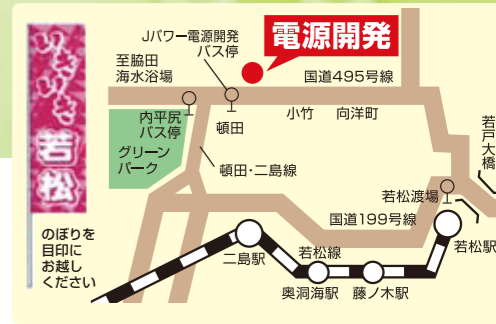 いきいき若松
のぼりを
目印に
お越し
ください
Jパワー電源開発
バス停
電源開発
至脇田
海水浴場
国道495号線
内平尻
バス停
頓田
小竹
向洋町
グリーン
パーク
頓田・二島線
若戸大橋
若松渡場
国道199号線
若松駅
二島駅
若松線
奥洞海駅
藤ノ木駅